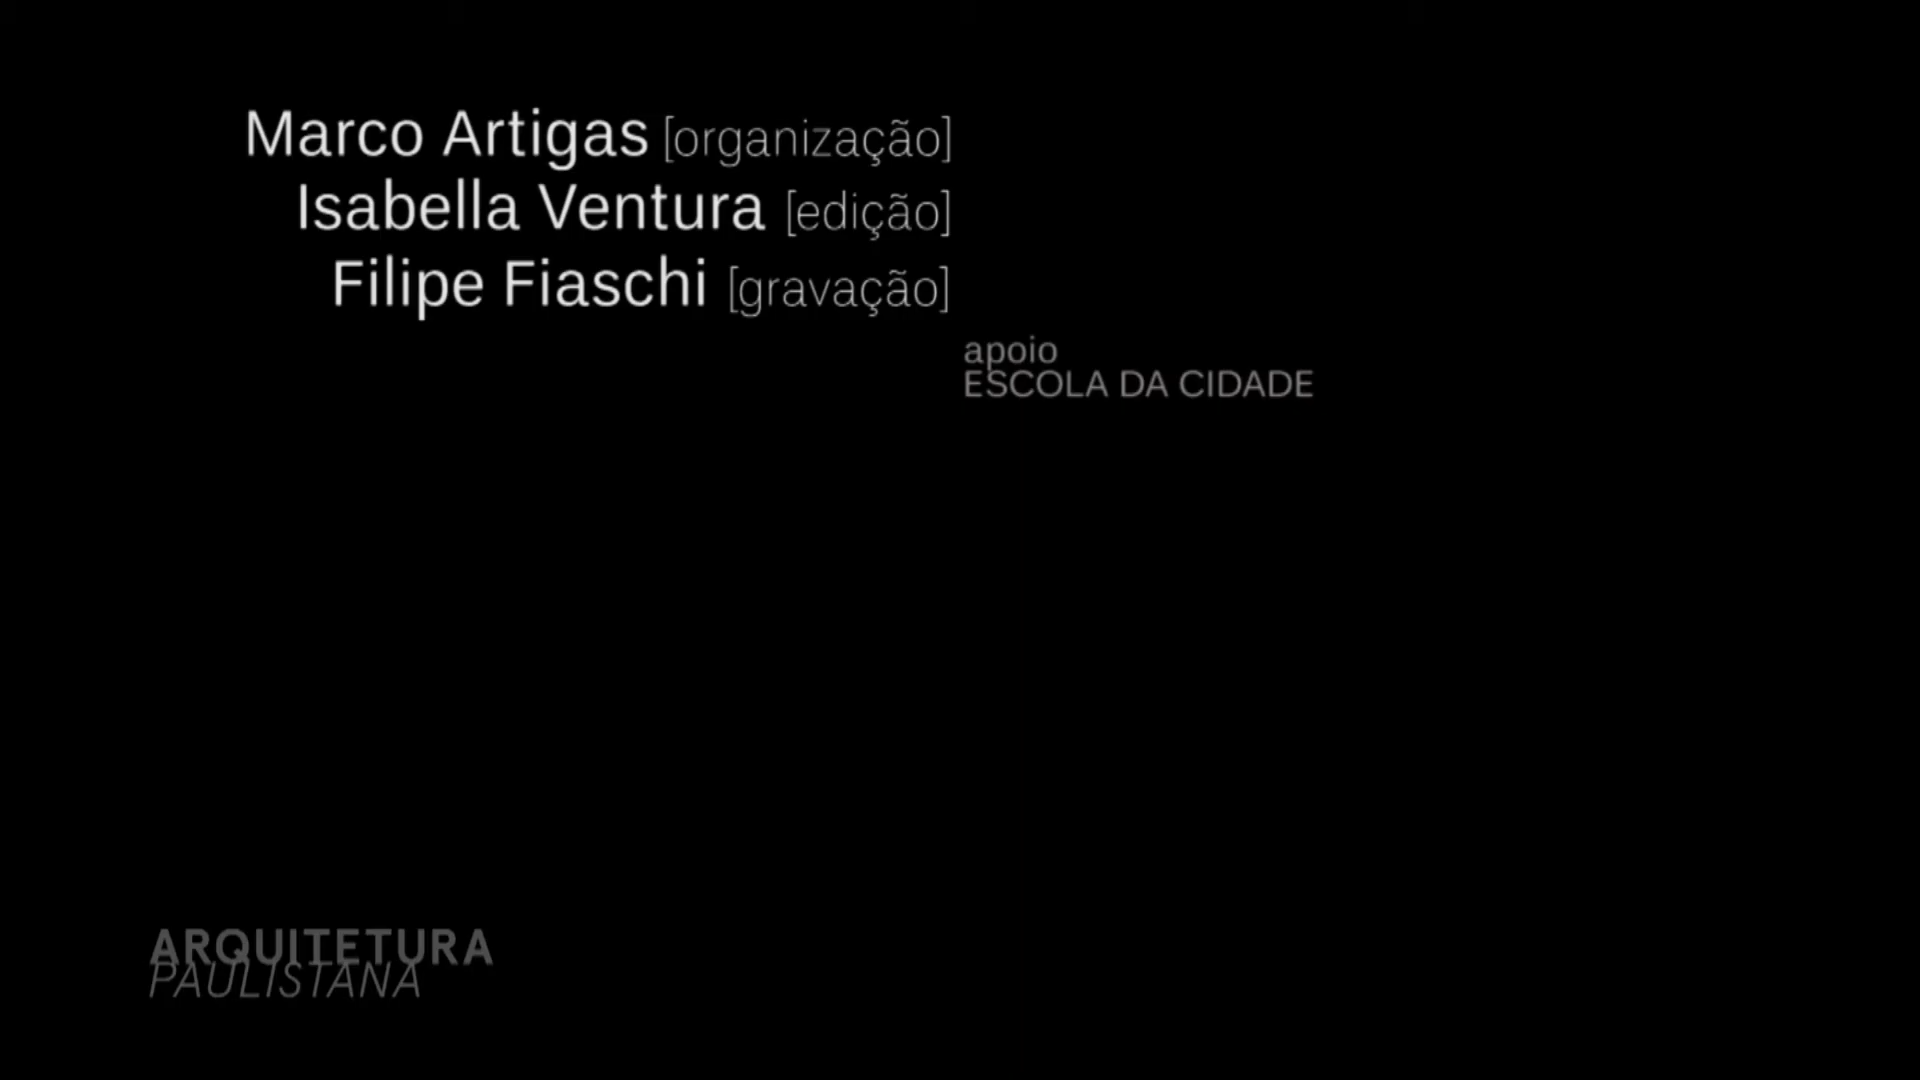 Marco Artigas [organização]
Isabella Ventura [edição]
Filipe Fiaschi [gravação]
apoio
ESCOLA DA CIDADE
ARQUITETURA
PAULISTANA